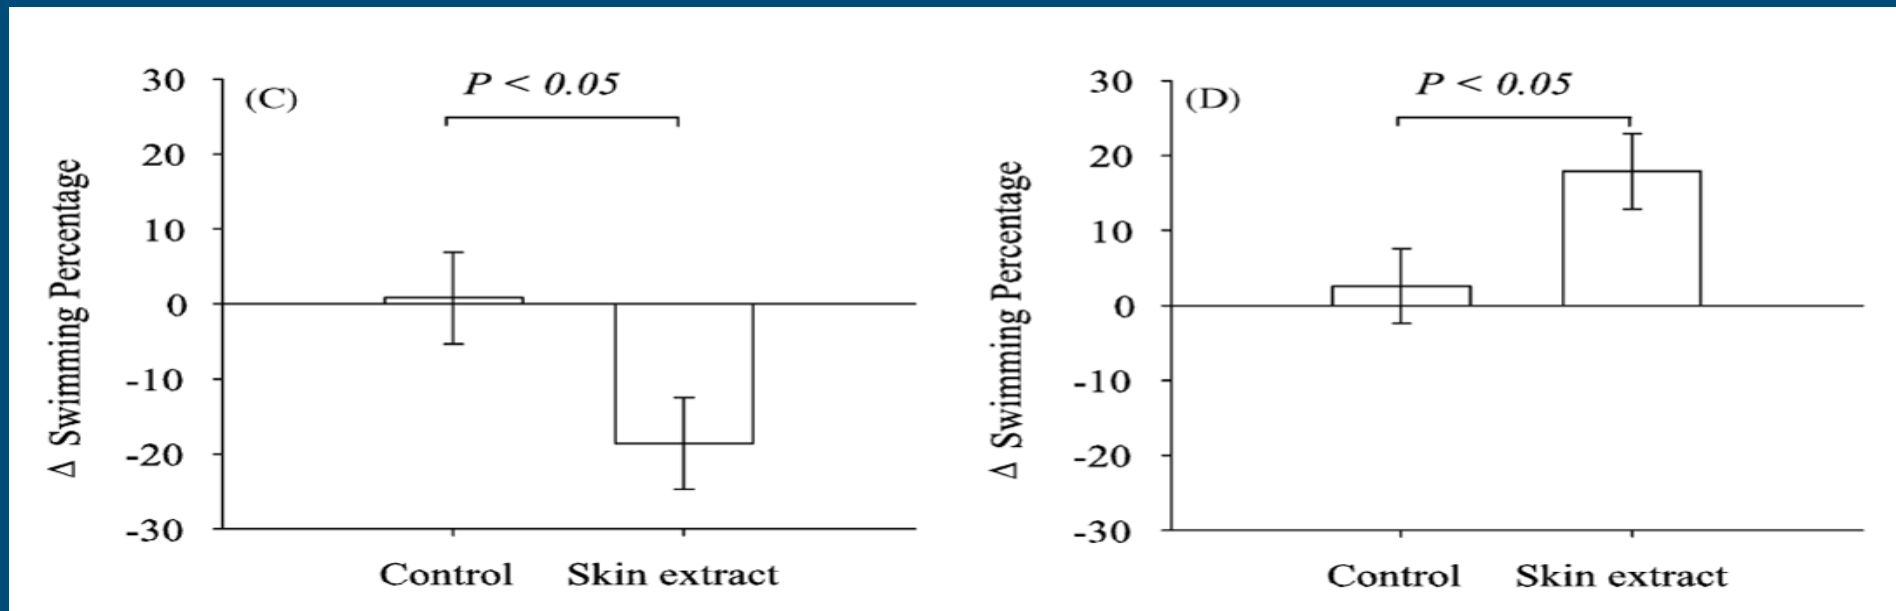 (C)
P < 0.05
Δ Swimming Percentage
30
20
10
0
-10
-20
-30
Control Skin extract
(D)
P < 0.05
Δ Swimming Percentage
30
20
10
0
-10
-20
-30
Control Skin extract